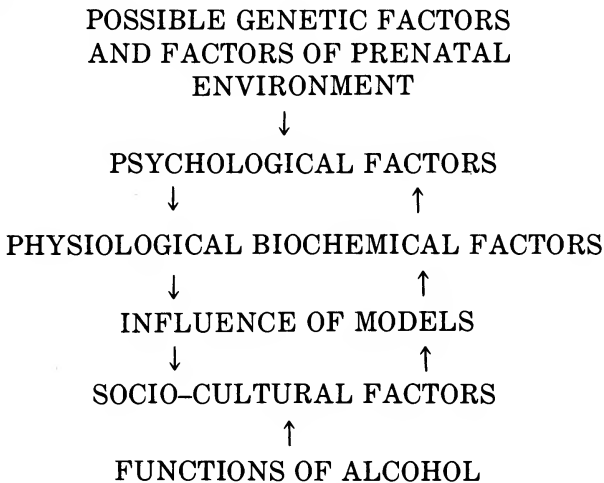 POSSIBLE GENETIC FACTORS
AND FACTORS OF PRENATAL
ENVIRONMENT
↓
PSYCHOLOGICAL FACTORS
↓ ↑
PHYSIOLOGICAL BIOCHEMICAL FACTORS
↓ ↑
INFLUENCE OF MODELS
↓ ↑
SOCIO–CULTURAL FACTORS
↑
FUNCTIONS OF ALCOHOL